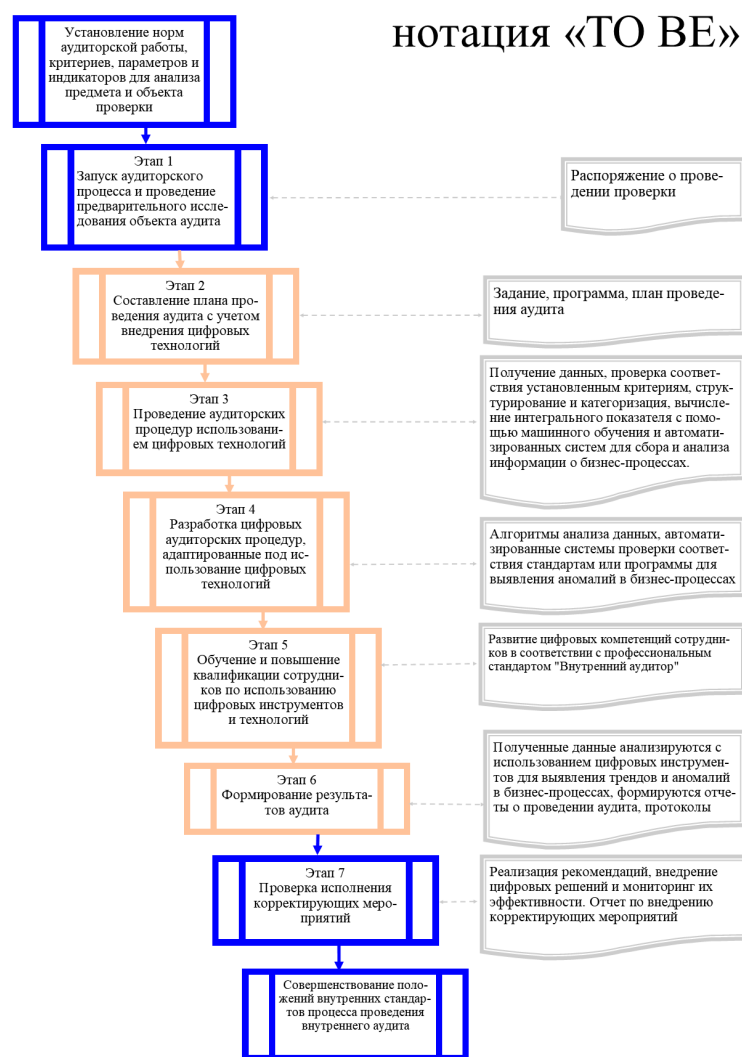 нотация «TO BE»
Установление норм
аудиторской работы,
критериев, параметров и
индикаторов для анализа
предмета и объекта
проверки
Этап 1
Запуск аудиторского
процесса и проведение
предварительного иссле-
дования объекта аудита
Распоряжение о прове-
дении проверки
Этап 2
Составление плана про-
ведения аудита с учетом
внедрения цифровых
технологий
Задание, программа, план проведе-
ния аудита
Этап 3
Проведение аудиторских
процедур использовани-
ем цифровых технологий
Получение данных, проверка соответ-
ствия установленным критериям, струк-
турирование и категоризация, вычисле-
ние интегрального показателя с помо-
щью машинного обучения и автомати-
зированных систем для сбора и анализа
информации о бизнес-процессах.
Этап 4
Разработка цифровых
аудиторских процедур,
адаптированные под ис-
пользование цифровых
технологий
Алгоритмы анализа данных, автомати-
зированные системы проверки соответ-
ствия стандартам или программы для
выявления аномалий в бизнес-процессах
Этап 5
Обучение и повышение
квалификации сотрудни-
ков по использованию
цифровых инструментов
и технологий
Развитие цифровых компетенций сотрудни-
ков в соответствии с профессиональным
стандартом "Внутренний аудитор"
Этап 6
Формирование результа-
тов аудита
Полученные данные анализируются с
использованием цифровых инструмен-
тов для выявления трендов и аномалий
в бизнес-процессах, формируются отче-
ты о проведении аудита, протоколы
Этап 7
Проверка исполнения
корректирующих меро-
приятий
Реализация рекомендаций, внедрение
цифровых решений и мониторинг их
эффективности. Отчет по внедрению
корректирующих мероприятий
Совершенствование поло-
жений внутренних стандар-
тов процесса проведения
внутреннего аудита